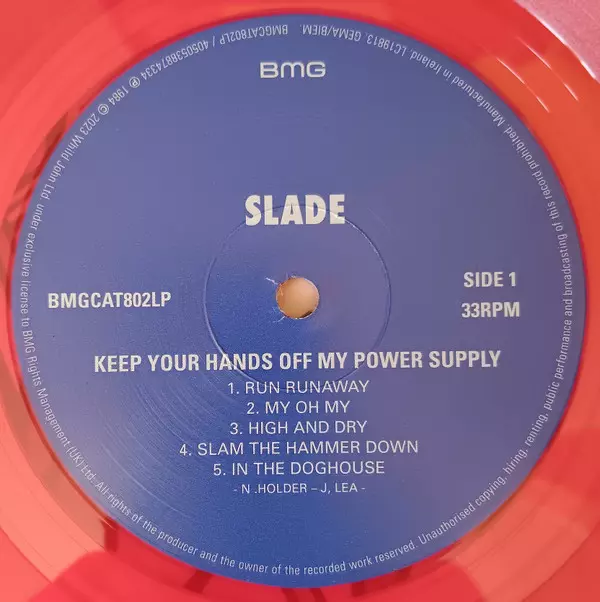 BMG
SLADE
BMGCAT802LP
SIDE 1
33RPM
KEEP YOUR HANDS OFF MY POWER SUPPLY
1. RUN RUNAWAY
2. MY OH MY
3. HIGH AND DRY
4. SLAM THE HAMMER DOWN
5. IN THE DOGHOUSE
- N .HOLDER – J, LEA -
BMGCAT802LP / 4050538874334 ℗ 1984 © 2023 Whild John Ltd under exclusive license to BMG Rights Management (UK) Ltd. All rights of the producer and the owner of the recorded work reserved. Unauthorised copying, hiring, renting, public performance and broadcasting of this record prohibited. Manufactured in Ireland. LC19813. GEMA/BIEM.